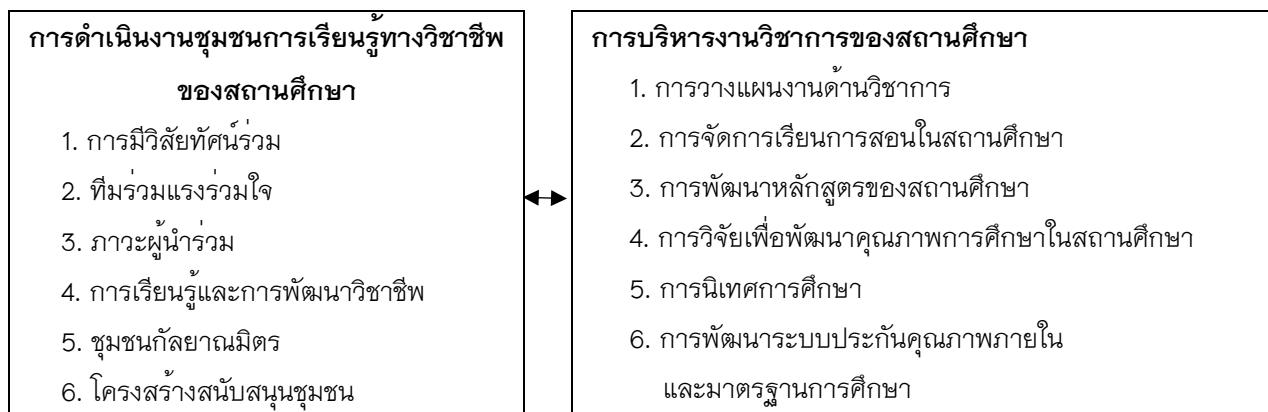 การดำเนินงานชุมชนการเรียนรู้ทางวิชาชีพ
ของสถานศึกษา
1. การมีวิสัยทัศน์ร่วม
2. ทีมร่วมแรงร่วมใจ
3. ภาวะผู้นำร่วม
4. การเรียนรู้และการพัฒนาวิชาชีพ
5. ชุมชนกัลยาณมิตร
6. โครงสร้างสนับสนุนชุมชน
การบริหารงานวิชาการของสถานศึกษา
1. การวางแผนงานด้านวิชาการ
2. การจัดการเรียนการสอนในสถานศึกษา
3. การพัฒนาหลักสูตรของสถานศึกษา
4. การวิจัยเพื่อพัฒนาคุณภาพการศึกษาในสถานศึกษา
5. การนิเทศการศึกษา
6. การพัฒนาระบบประกันคุณภาพภายใน
และมาตรฐานการศึกษา